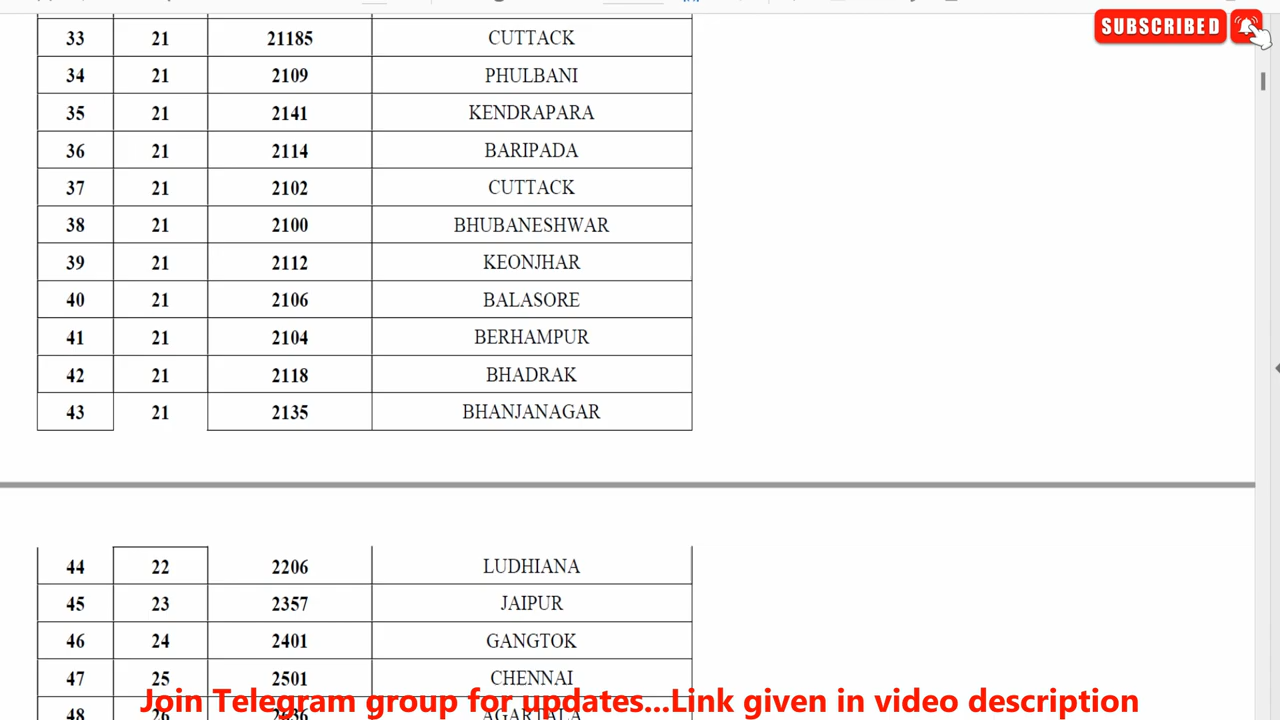 SUBSCRIBED
33 21 21185 CUTTACK
34 21 2109 PHULBANI
35 21 2141 KENDRAPARA
36 21 2114 BARIPADA
37 21 2102 CUTTACK
38 21 2100 BHUBANESHWAR
39 21 2112 KEONJHAR
40 21 2106 BALASORE
41 21 2104 BERHAMPUR
42 21 2118 BHADRAK
43 21 2135 BHANJANAGAR
44 22 2206 LUDHIANA
45 23 2357 JAIPUR
46 24 2401 GANGTOK
47 25 2501 CHENNAI
48 26 AGARTALA
Join Telegram group for updates...Link given in video description